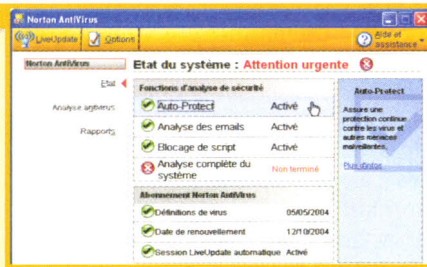 Norton AntiVirus
LiveUpdate Options
Aide et assistance
Norton AntiVirus
Etat
Analyse antivirus
Rapports
Etat du système : Attention urgente
Fonctions d'analyse de sécurité
Auto-Protect Activé
Analyse des emails Activé
Blocage de script Activé
Analyse complète du système Non terminé
Abonnement Norton AntiVirus
Définitions de virus 05/05/2004
Date de renouvellement 12/10/2004
Session LiveUpdate automatique Activé
Auto-Protect
Assure une
protection continue
contre les virus et
autres menaces
malveillantes.
Plus d'infos